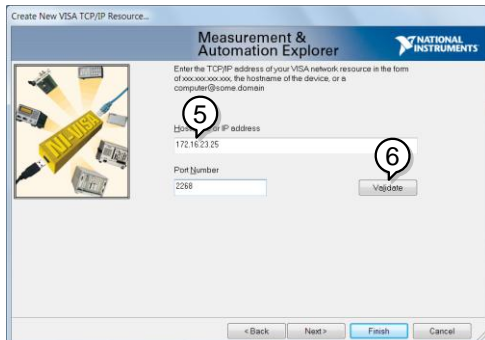 Create New VISA TCP/IP Resource...
Measurement &
Automation Explorer
NATIONAL
INSTRUMENTS
Enter the TCP/IP address of your VISA network resource in the form
of xxx.xxx.xxx.xxx, the hostname of the device, or a
computer@some.domain
NI-VISA
5
or IP address
172.16.23.25
6
Port Number
2268
Validate
< Back
Next >
Finish
Cancel